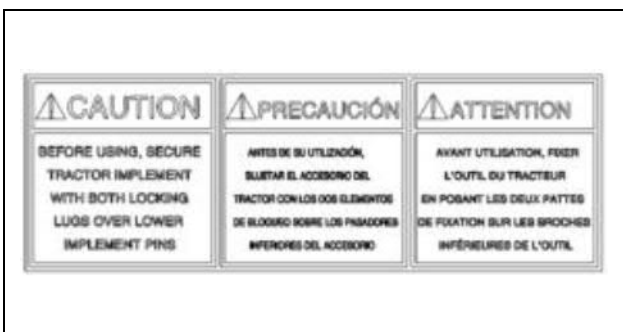 CAUTION
BEFORE USING, SECURE
TRACTOR IMPLEMENT
WITH BOTH LOCKING
LUGS OVER LOWER
IMPLEMENT PINS
PRECAUCIÓN
ANTES DE SU UTILIZACIÓN,
SUJETAR EL ACCESORIO DEL
TRACTOR CON LOS DOS ELEMENTOS
DE BLOQUEO SOBRE LOS PASADORES
INFERIORES DEL ACCESORIO
ATTENTION
AVANT UTILISATION, FIXER
L'OUTIL DU TRACTEUR
EN POSANT LES DEUX PATTES
DE FIXATION SUR LES BROCHES
INFÉRIEURES DE L'OUTIL